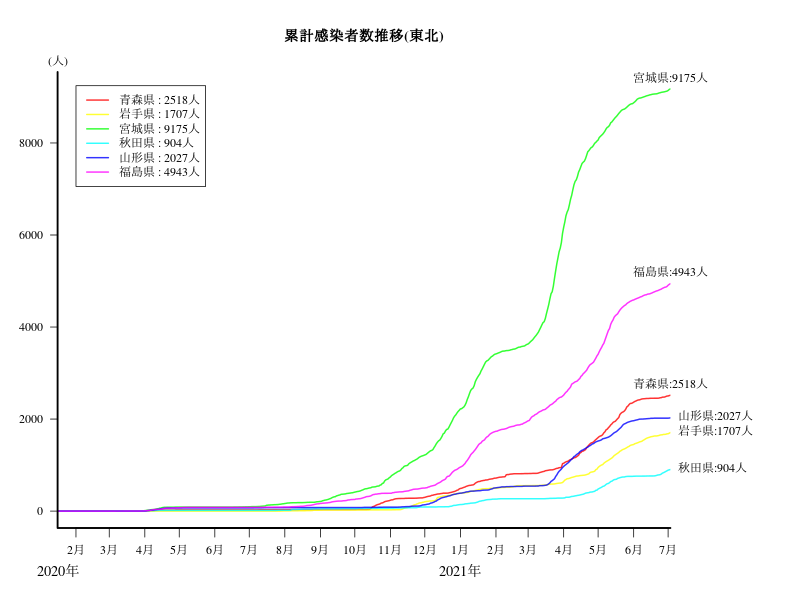 累計感染者数推移(東北)
(人)
青森県 : 2518人
岩手県 : 1707人
宮城県 : 9175人
秋田県 : 904人
山形県 : 2027人
福島県 : 4943人
宮城県:9175人
福島県:4943人
青森県:2518人
山形県:2027人
岩手県:1707人
秋田県:904人
8000
6000
4000
2000
0
2月 3月 4月 5月 6月 7月 8月 9月 10月 11月 12月 1月 2月 3月 4月 5月 6月 7月
2020年 2021年